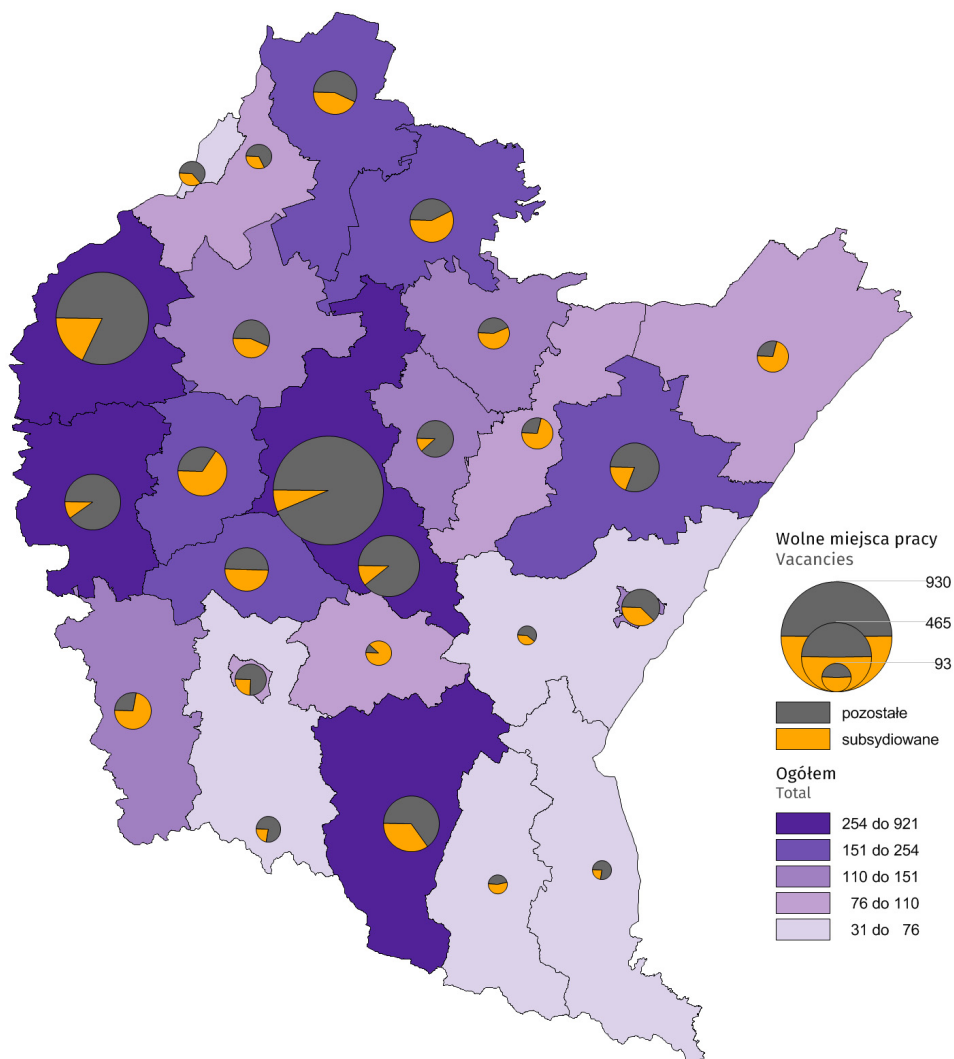 Wolne miejsca pracy
Vacancies
930
465
93
pozostałe
subsydiowane
Ogółem
Total
254 do 921
151 do 254
110 do 151
76 do 110
31 do 76